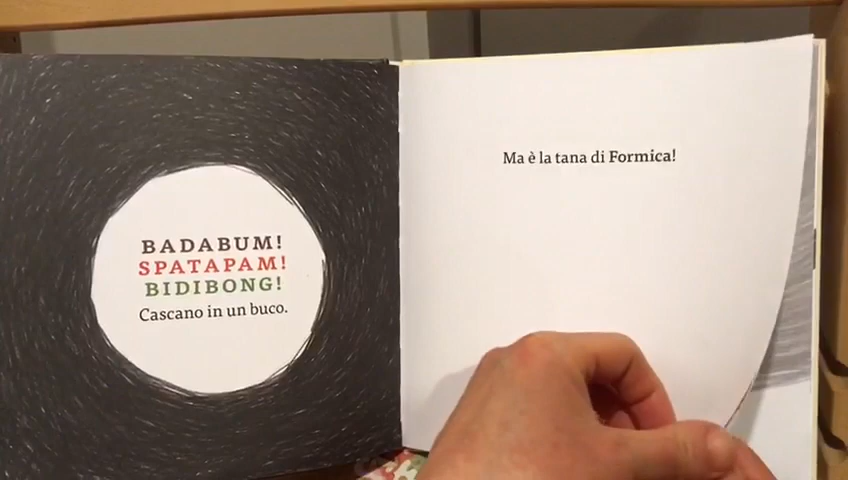 BADABUM!
SPATAPAM!
BIDIBONG!
Cascano in un buco.
Ma è la tana di Formica!